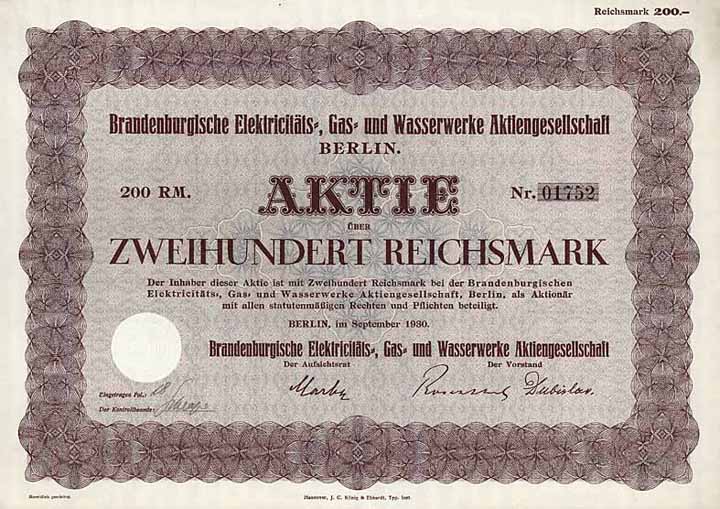 Reichsmark 200.—
Brandenburgische Elektricitäts-, Gas- und Wasserwerke Aktiengesellschaft
BERLIN.
200 RM.
AKTIE
Nr. 01752
ÜBER
ZWEIHUNDERT REICHSMARK
Der Inhaber dieser Aktie ist mit Zweihundert Reichsmark bei der Brandenburgischen
Elektricitäts-, Gas- und Wasserwerke Aktiengesellschaft, Berlin, als Aktionär
mit allen statutenmäßigen Rechten und Pflichten beteiligt.
BERLIN, im September 1930.
Brandenburgische Elektricitäts-, Gas- und Wasserwerke Aktiengesellschaft
Der Aufsichtsrat Der Vorstand
Eingetragen Fol.:
Der Kontrollbeamte:
Hannover, J. C. König & Ebhardt, Typ. Inst.